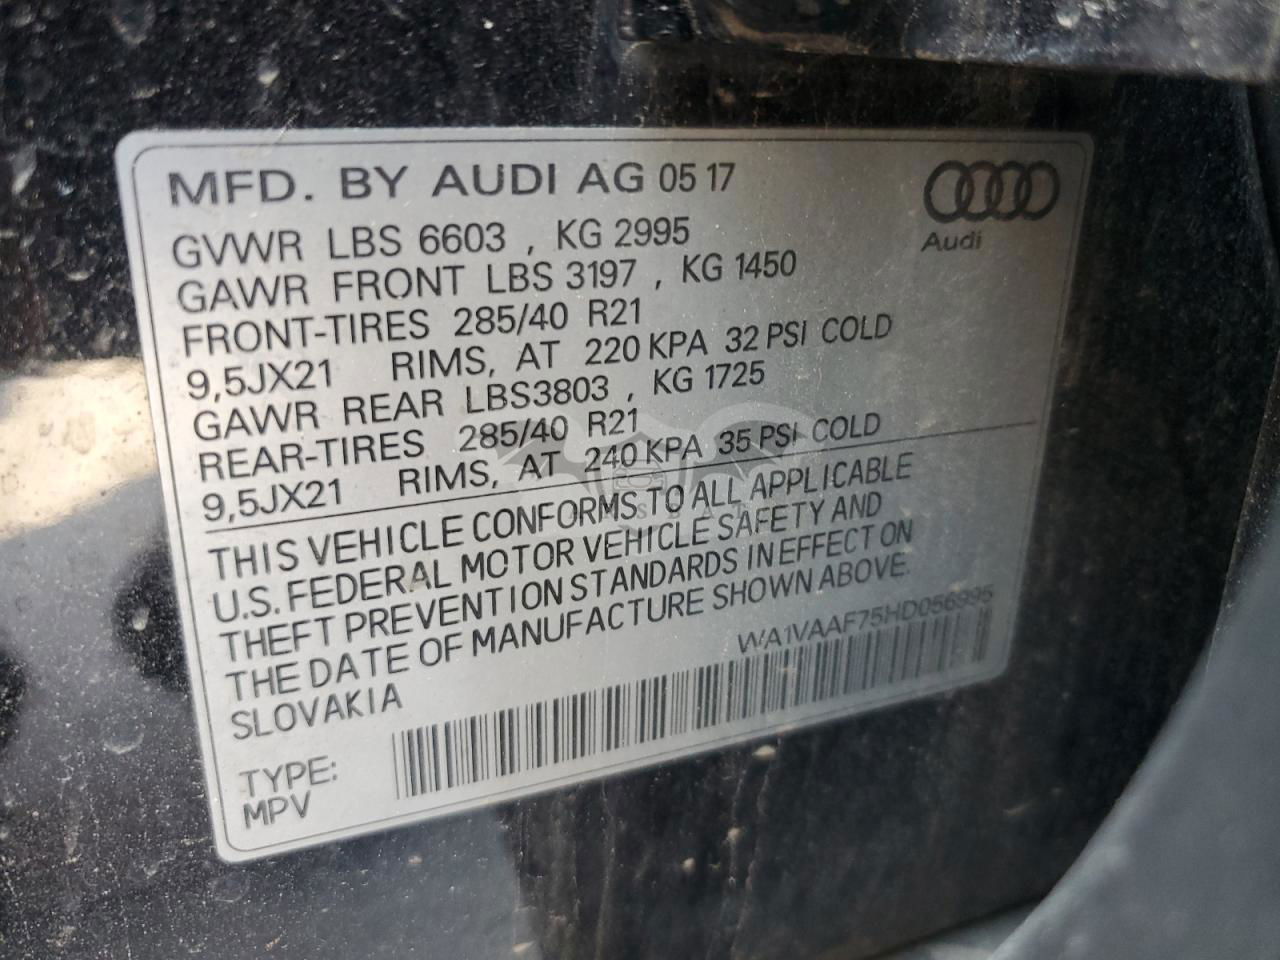 MFD. BY AUDI AG 05 17
Audi
GVWR LBS 6603 , KG 2995
GAWR FRONT LBS 3197 , KG 1450
FRONT-TIRES 285/40 R21
9,5JX21 RIMS, AT 220 KPA 32 PSI COLD
GAWR REAR LBS3803 , KG 1725
REAR-TIRES 285/40 R21
9,5JX21 RIMS, AT 240 KPA 35 PSI COLD
THIS VEHICLE CONFORMS TO ALL APPLICABLE
U.S. FEDERAL MOTOR VEHICLE SAFETY AND
THEFT PREVENTION STANDARDS IN EFFECT ON
THE DATE OF MANUFACTURE SHOWN ABOVE.
SLOVAKIA
WA1VAAF75HD056995
TYPE:
MPV